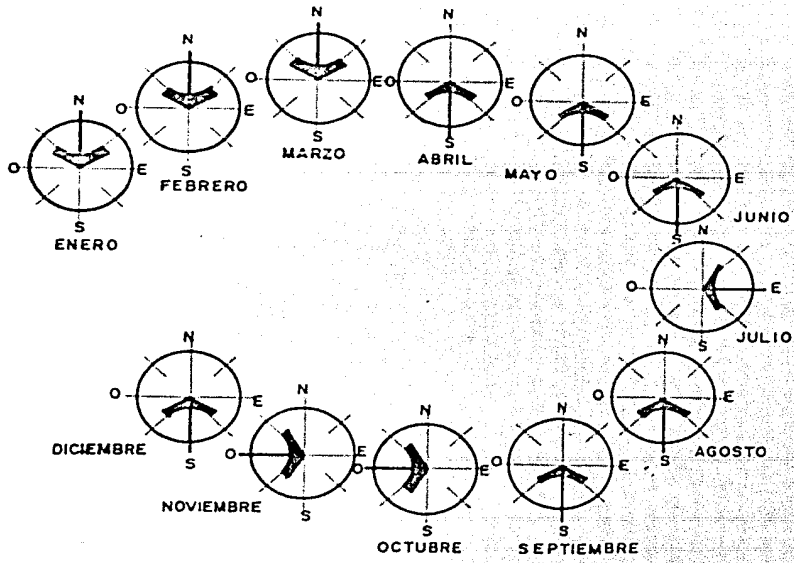 N
O E
S
ENERO
N
O E
S
FEBRERO
N
O E
S
MARZO
N
O E
S
ABRIL
N
O E
S
MAYO
N
O E
S
JUNIO
N
O E
S
JULIO
N
O E
S
AGOSTO
N
O E
S
SEPTIEMBRE
N
O E
S
OCTUBRE
N
O E
S
NOVIEMBRE
N
O E
S
DICIEMBRE